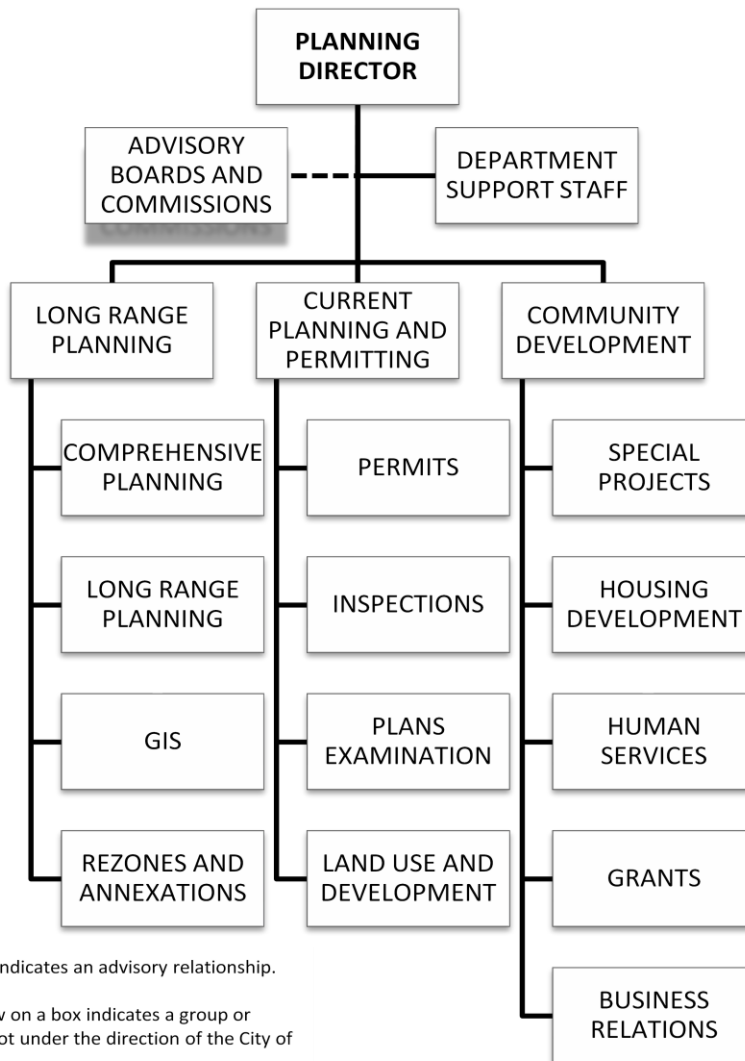 PLANNING
DIRECTOR
ADVISORY
BOARDS AND
COMMISSIONS
DEPARTMENT
SUPPORT STAFF
LONG RANGE
PLANNING
CURRENT
PLANNING AND
PERMITTING
COMMUNITY
DEVELOPMENT
COMPREHENSIVE
PLANNING
LONG RANGE
PLANNING
GIS
REZONES AND
ANNEXATIONS
PERMITS
INSPECTIONS
PLANS
EXAMINATION
LAND USE AND
DEVELOPMENT
SPECIAL
PROJECTS
HOUSING
DEVELOPMENT
HUMAN
SERVICES
GRANTS
BUSINESS
RELATIONS
indicates an advisory relationship.
on a box indicates a group or
under the direction of the City of